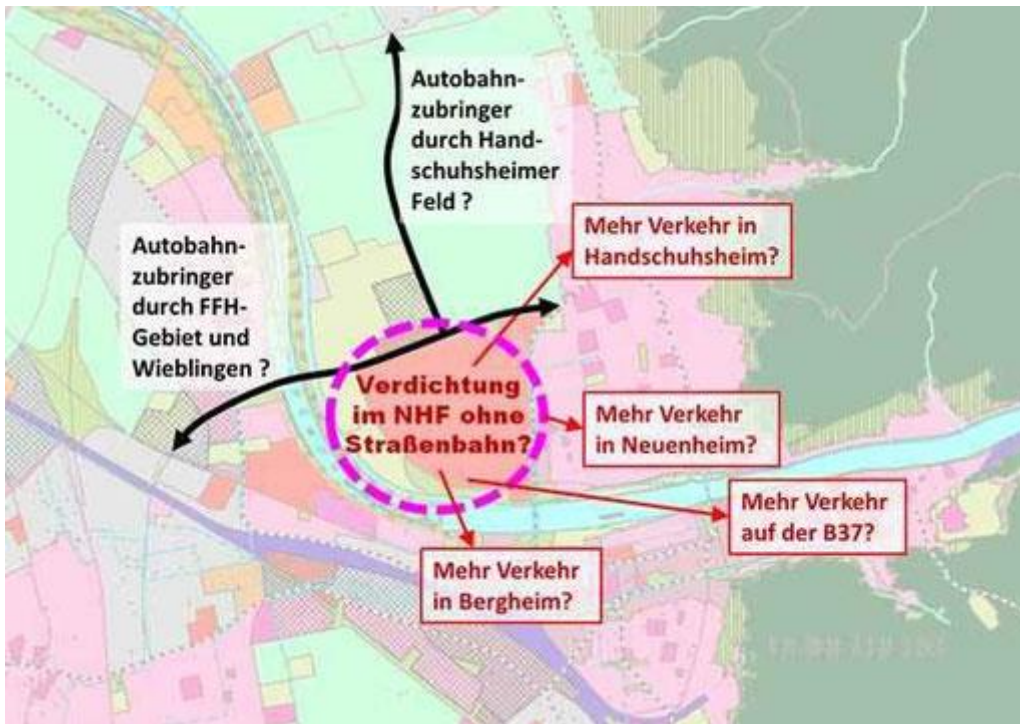 Autobahn-
zubringer
durch Hand-
schuhsheimer
Feld ?
Mehr Verkehr in
Handschuhsheim?
Autobahn-
zubringer
durch FFH-
Gebiet und
Wieblingen ?
Verdichtung
im NHF ohne
Straßenbahn?
Mehr Verkehr
in Neuenheim?
Mehr Verkehr
auf der B37?
Mehr Verkehr
in Bergheim?